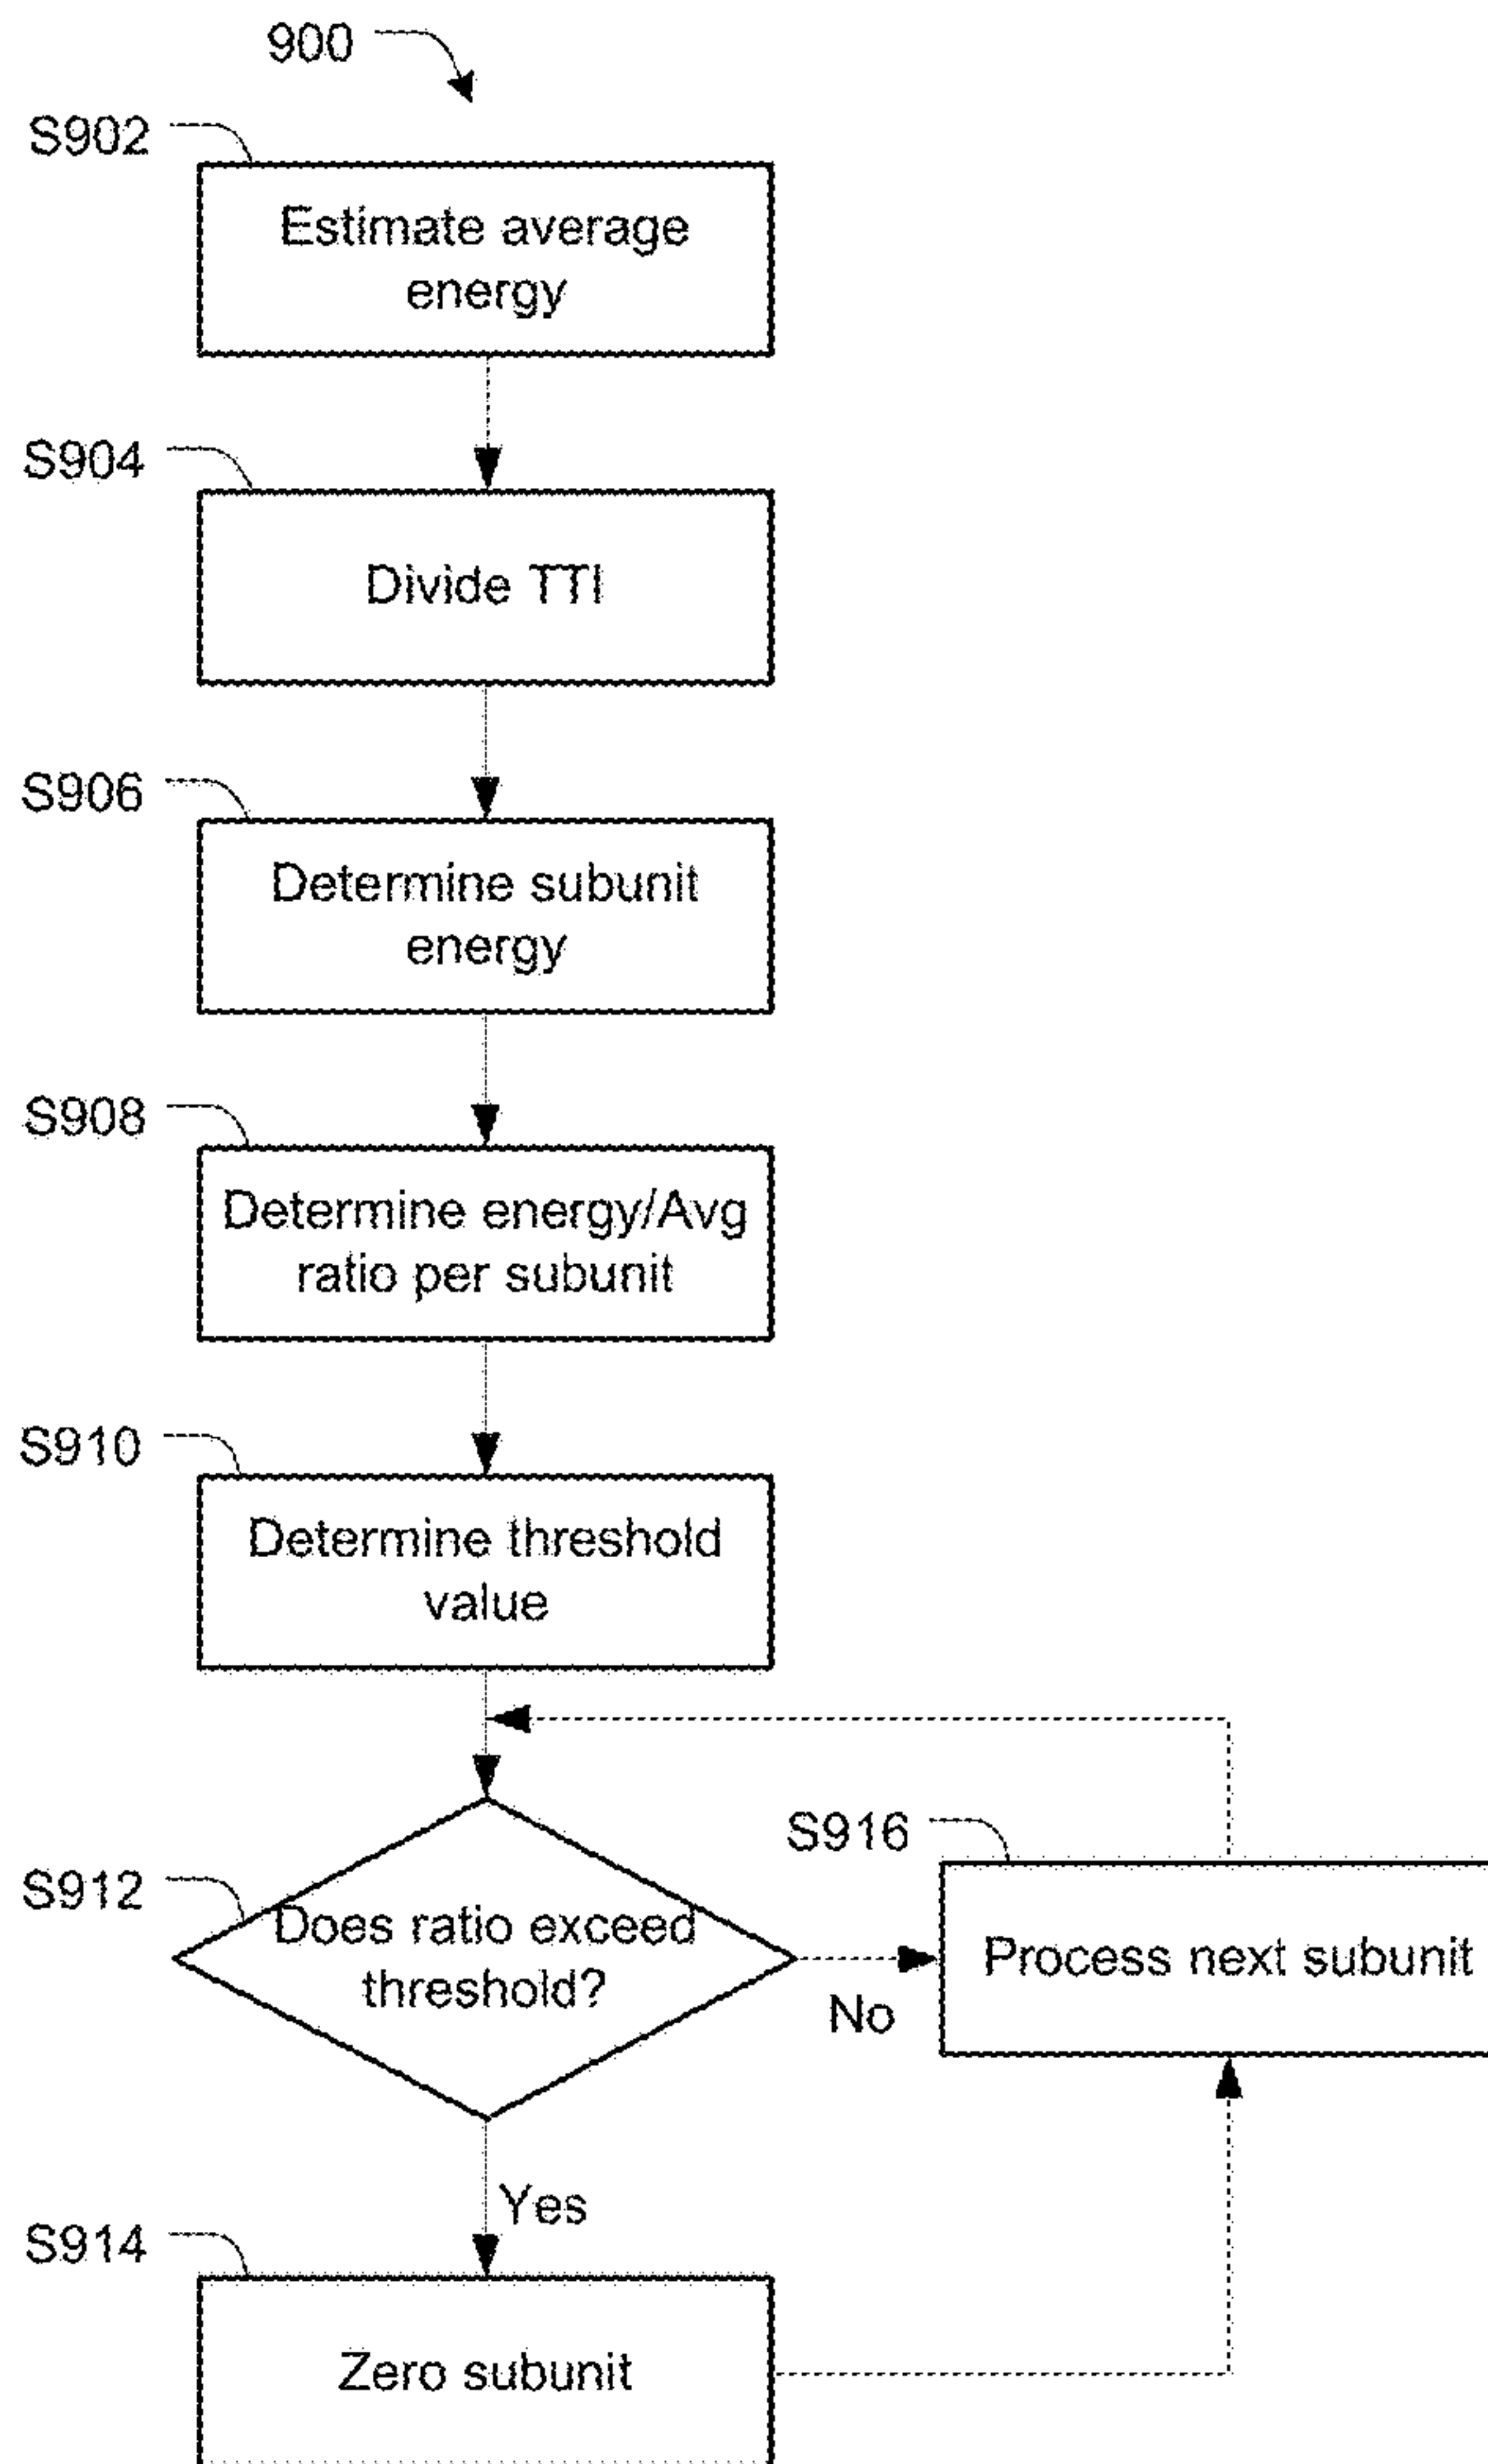 900
S902
Estimate average
energy
S904
Divide TTI
S906
Determine subunit
energy
S908
Determine energy/Avg
ratio per subunit
S910
Determine threshold
value
S912
Does ratio exceed
threshold?
No
S916
Process next subunit
Yes
S914
Zero subunit